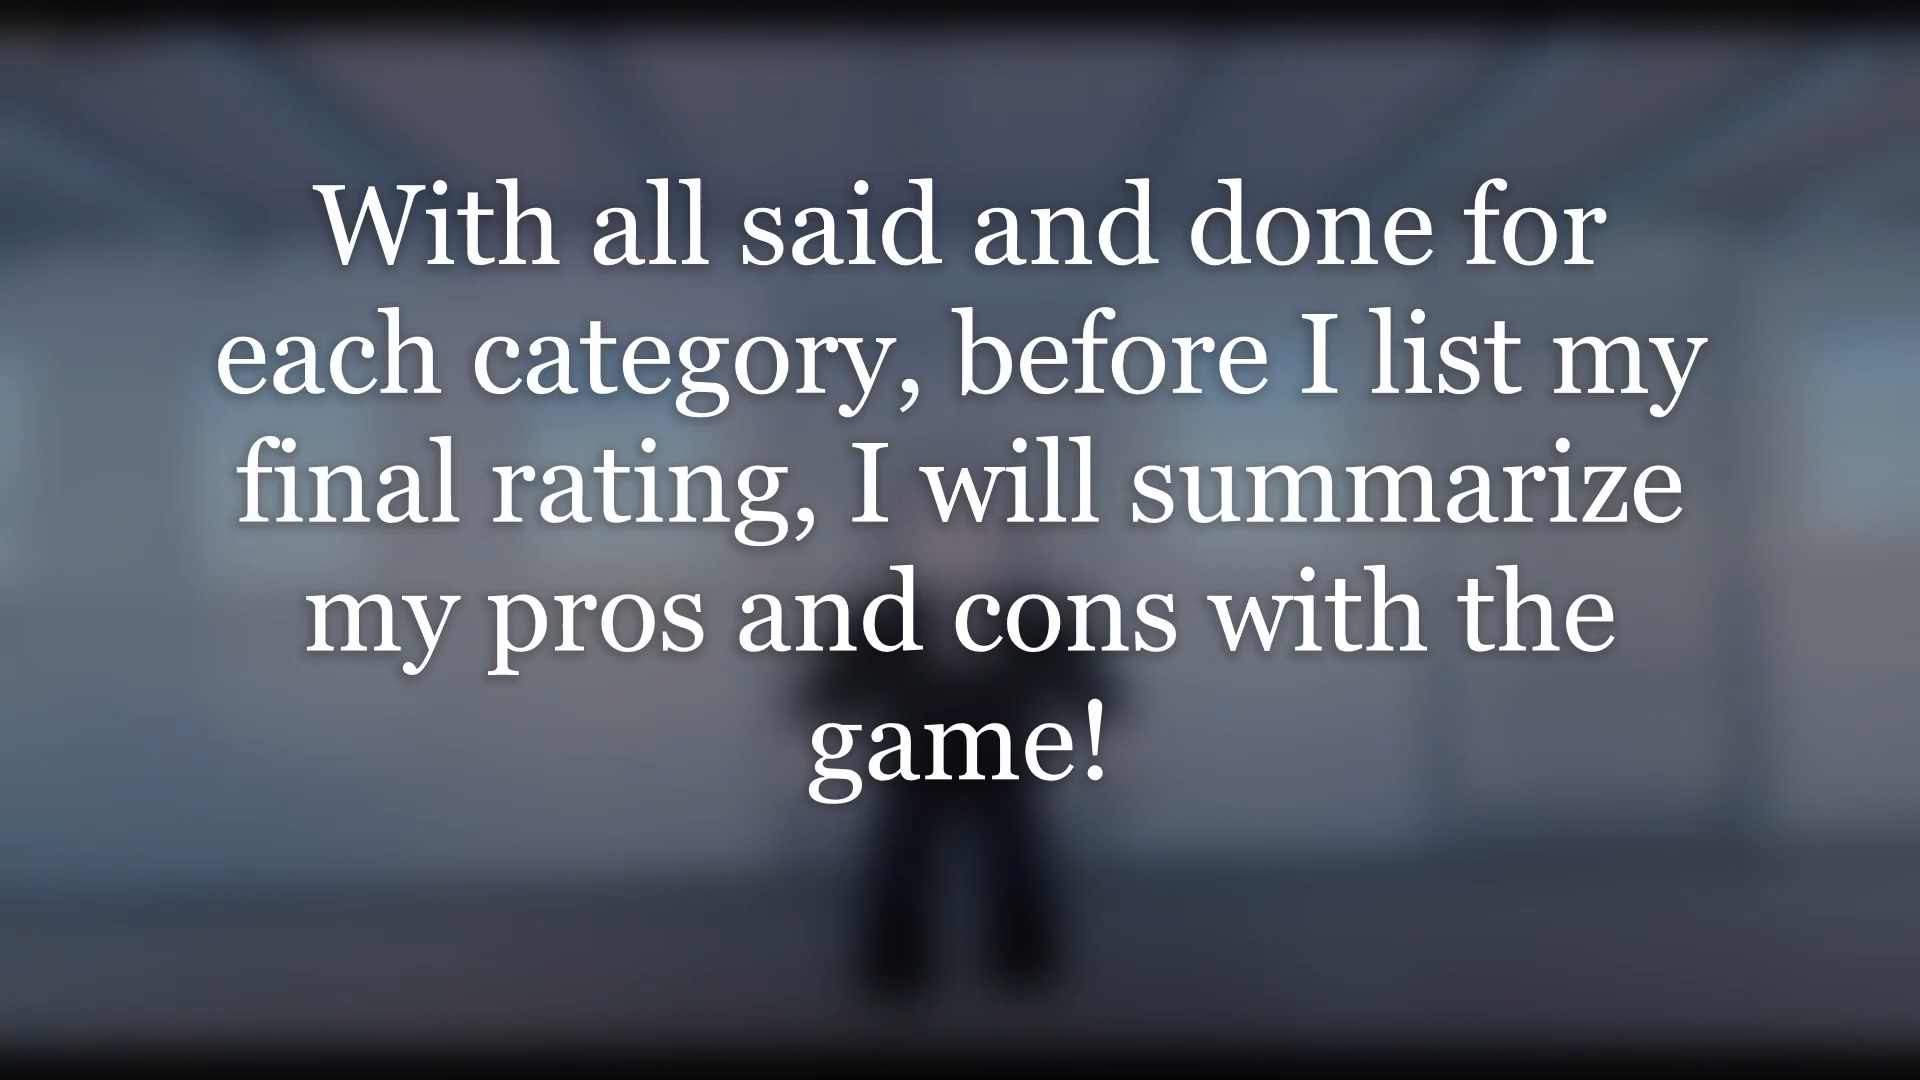 With all said and done for
each category, before I list my
final rating, I will summarize
my pros and cons with the
game!